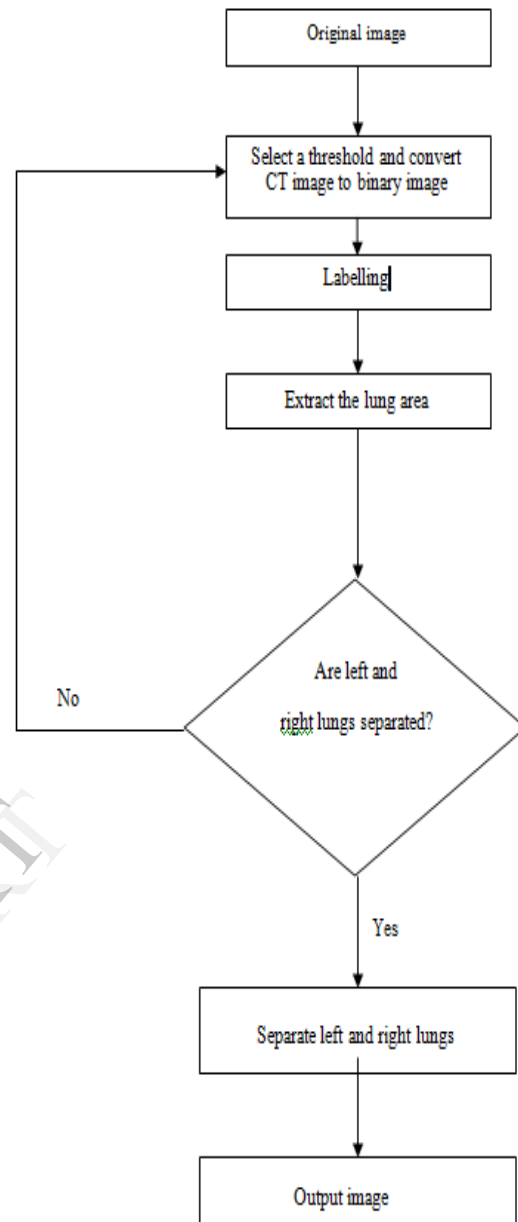 Original image
Select a threshold and convert
CT image to binary image
Labelling
Extract the lung area
Are left and
right lungs separated?
No
Yes
Separate left and right lungs
Output image